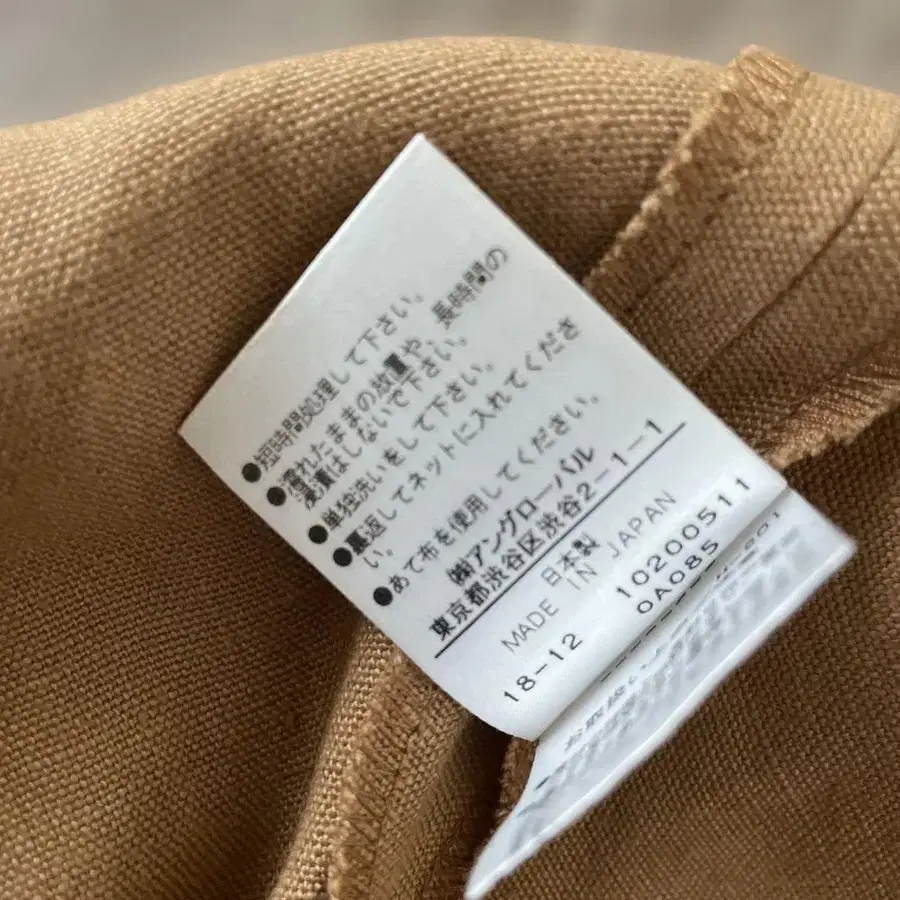 ●短時間処理して下さい。
●濡れたままの放置や、長時間の
浸漬はしないで下さい。
●単独洗いをして下さい。
●裏返してネットに入れてくださ
い。
●あて布を使用してください。
㈱アングローバル
東京都渋谷区渋谷2-1-1
日本製
MADE IN JAPAN
18-12 10200511
0A085
お取扱い上